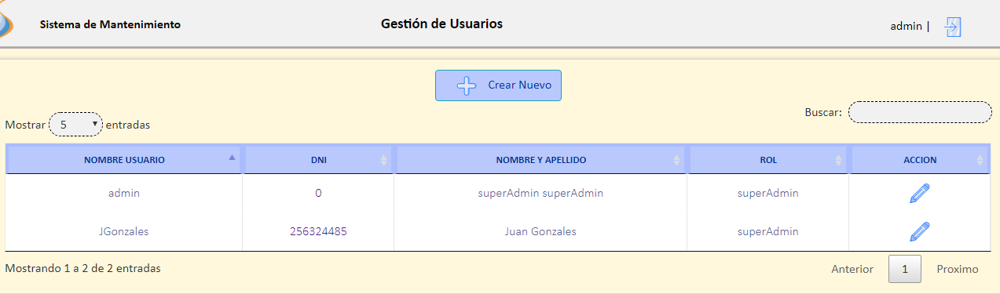 Sistema de Mantenimiento
Gestión de Usuarios
admin |
Crear Nuevo
Buscar:
Mostrar 5 entradas
NOMBRE USUARIO DNI NOMBRE Y APELLIDO ROL ACCION
admin 0 superAdmin superAdmin superAdmin
JGonzales 256324485 Juan Gonzales superAdmin
Mostrando 1 a 2 de 2 entradas
Anterior 1 Proximo